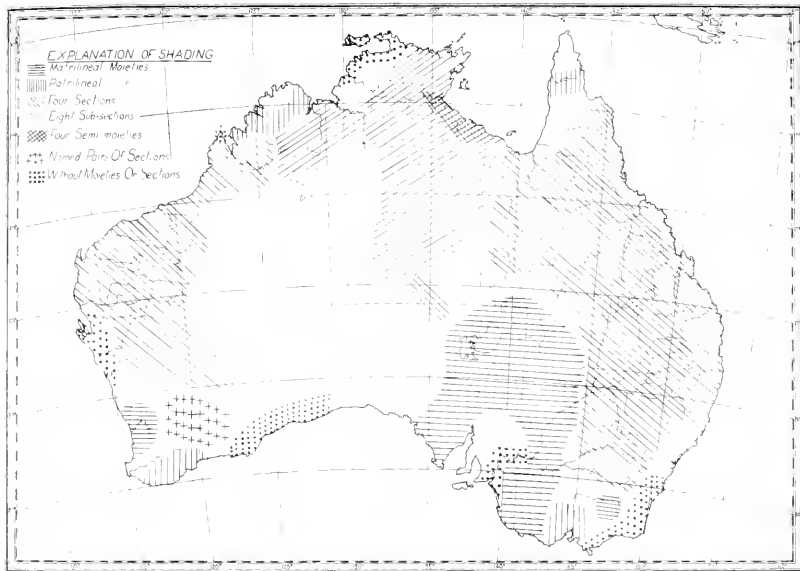 EXPLANATION OF SHADING
Matrilineal Moieties
Patrilineal "
Four Sections
Eight Sub-sections
Four Semi moieties
Named Pairs Of Sections
Without Moieties Or Sections